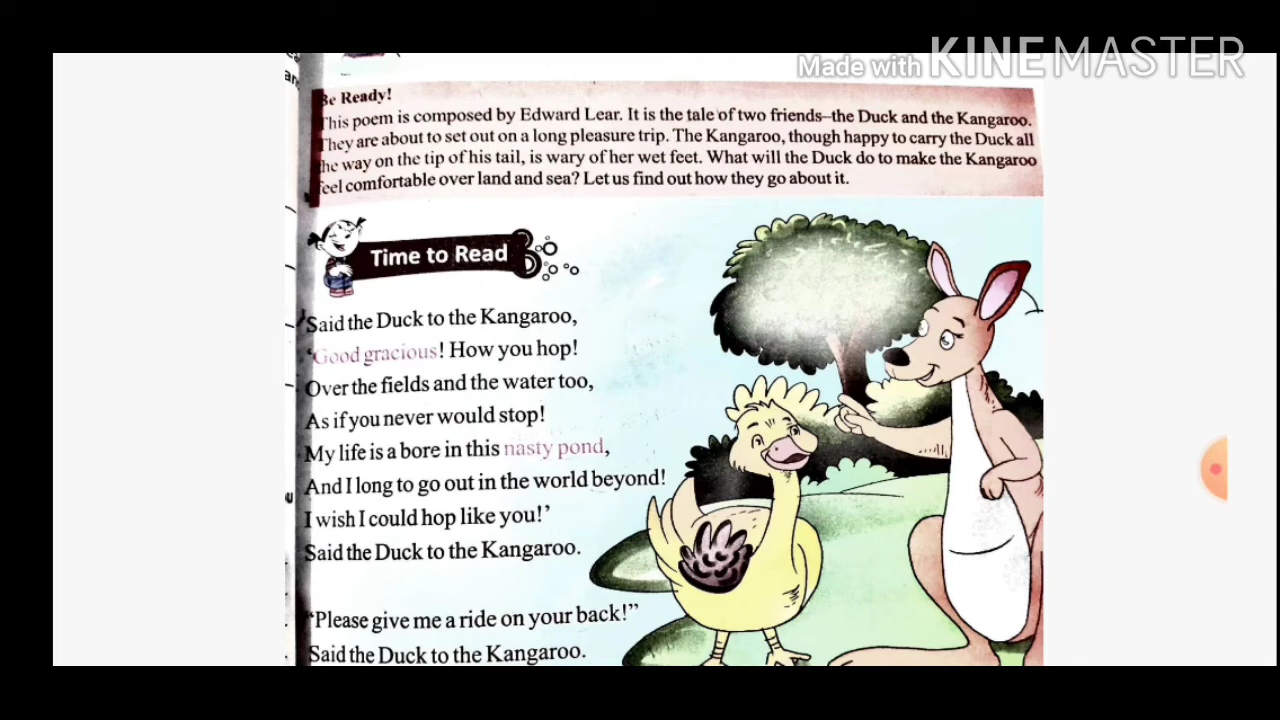 Made with KINEMASTER
Be Ready!
This poem is composed by Edward Lear. It is the tale of two friends–the Duck and the Kangaroo.
They are about to set out on a long pleasure trip. The Kangaroo, though happy to carry the Duck all
the way on the tip of his tail, is wary of her wet feet. What will the Duck do to make the Kangaroo
feel comfortable over land and sea? Let us find out how they go about it.
Time to Read
Said the Duck to the Kangaroo,
‘Good gracious! How you hop!
Over the fields and the water too,
As if you never would stop!
My life is a bore in this nasty pond,
And I long to go out in the world beyond!
I wish I could hop like you!’
Said the Duck to the Kangaroo.
“Please give me a ride on your back!”
Said the Duck to the Kangaroo.